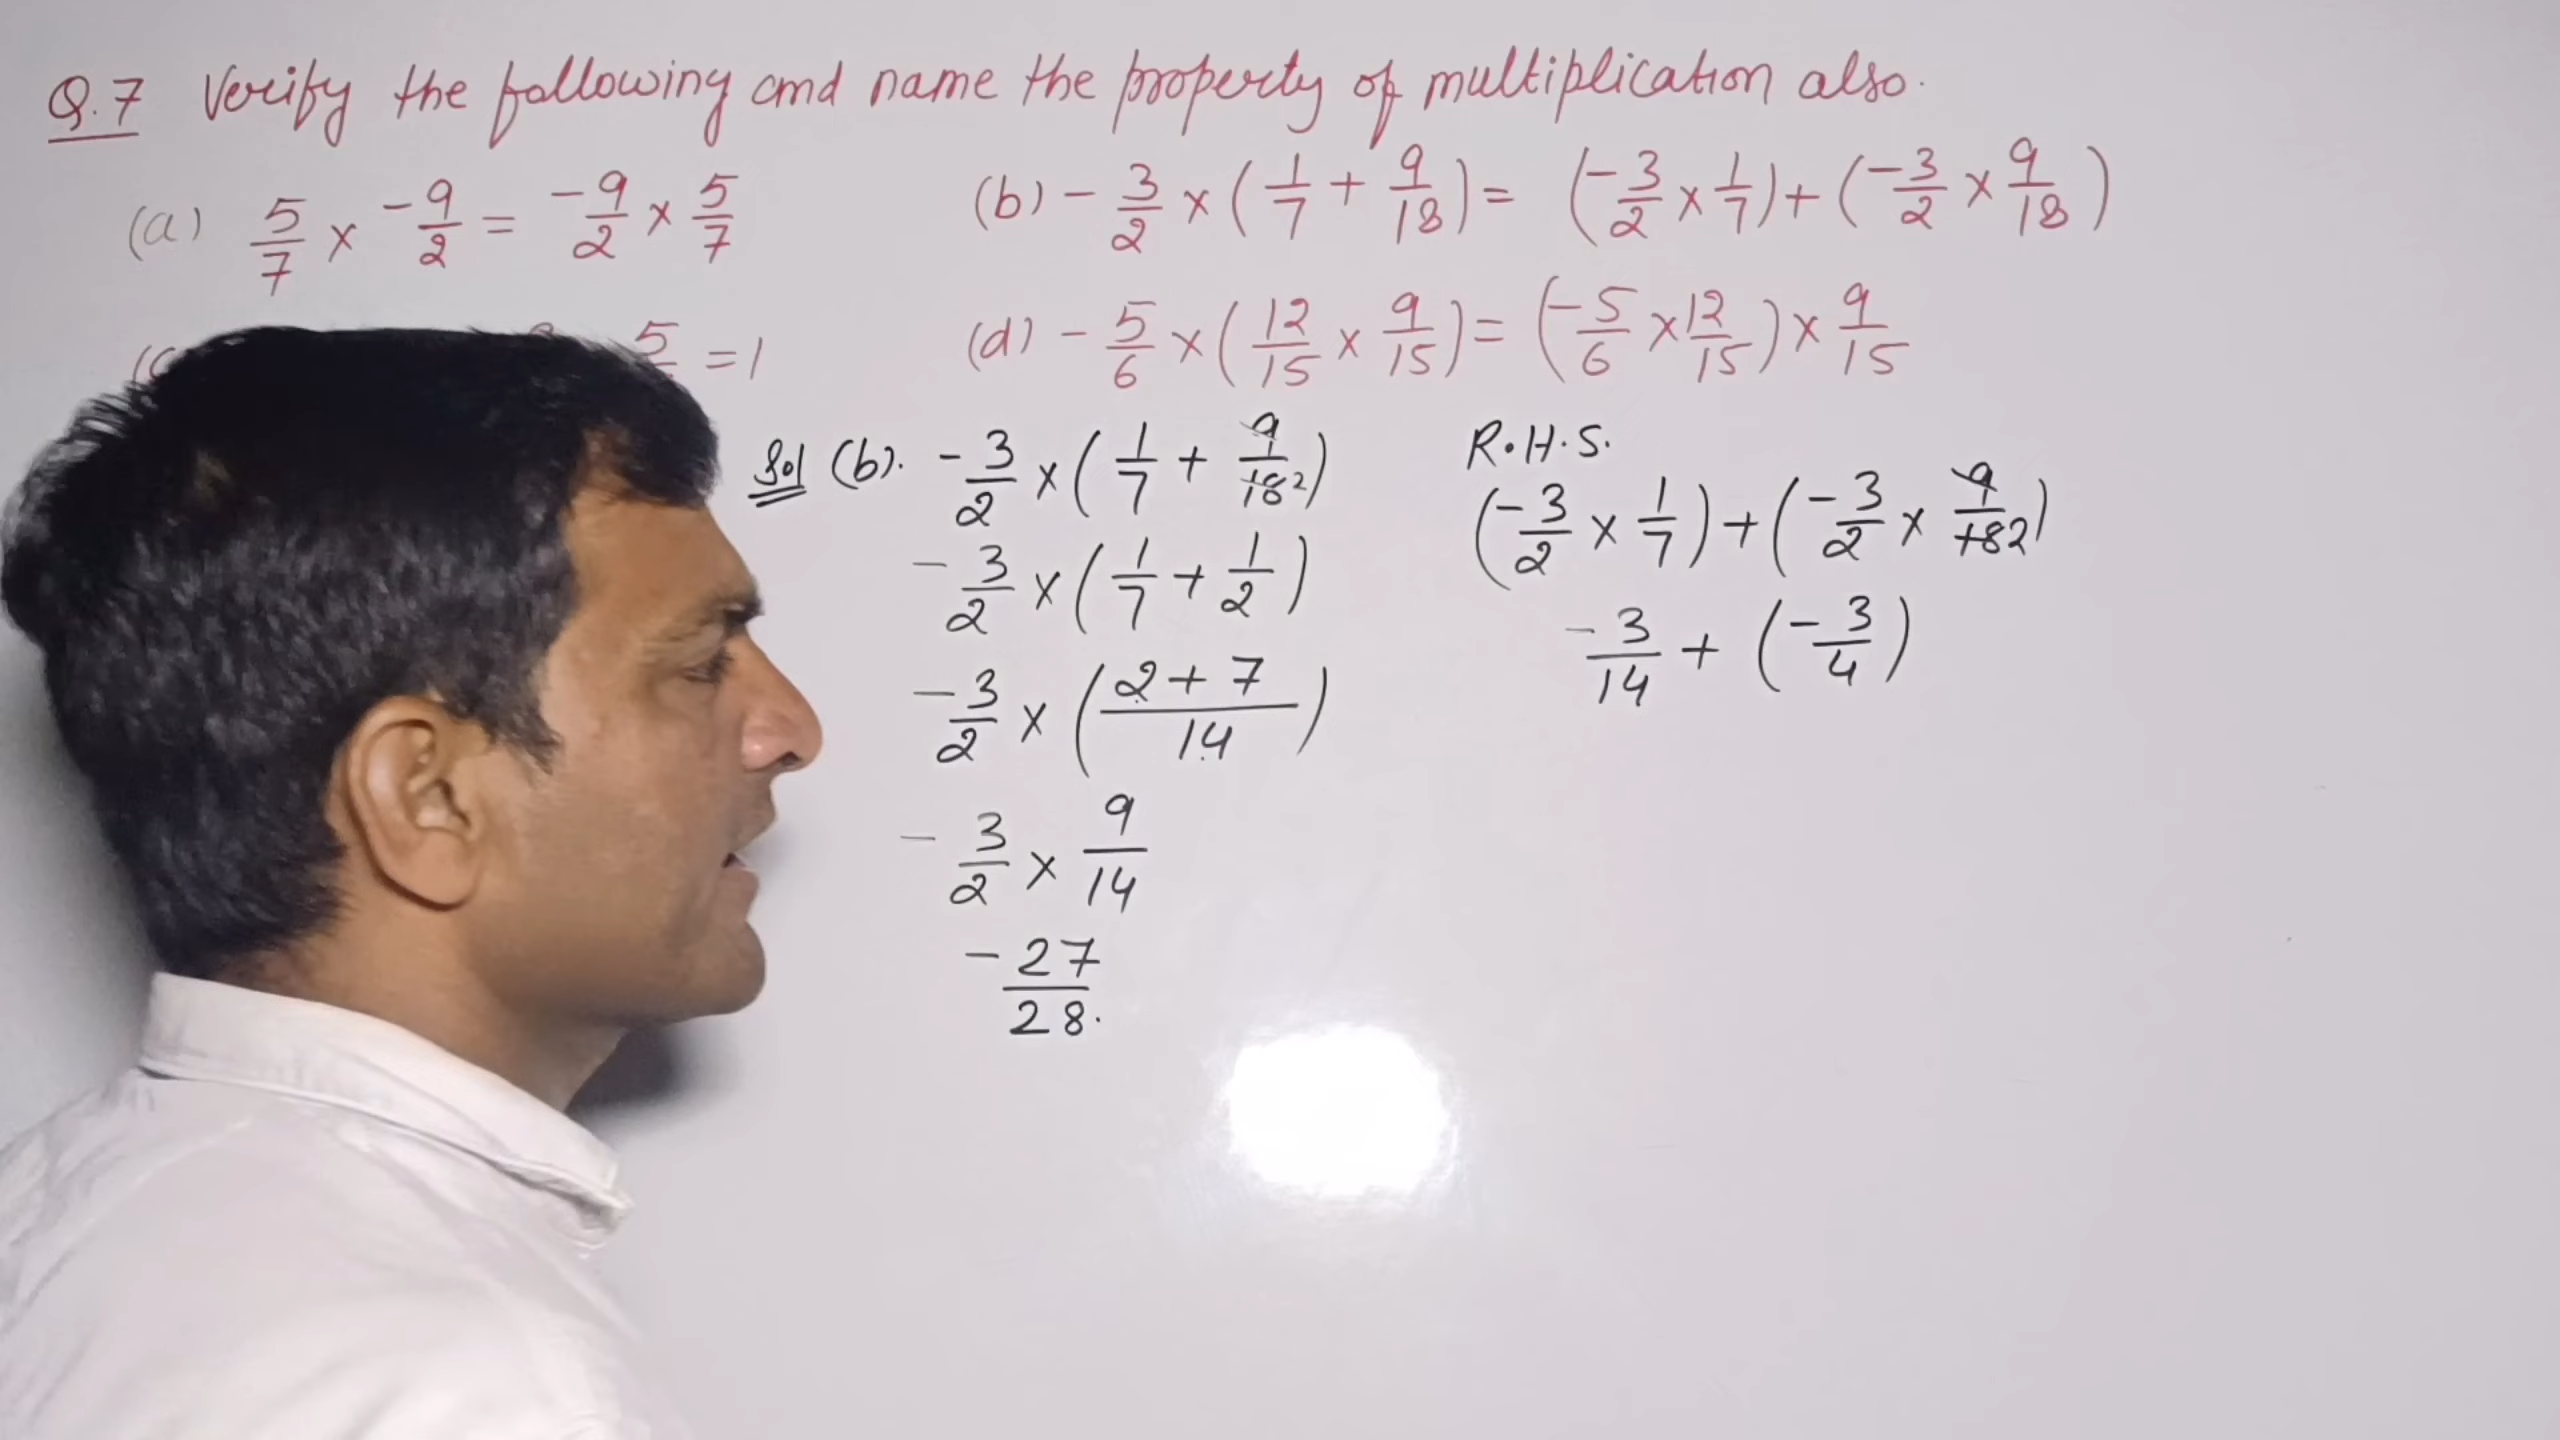 Q.7 Verify the following and name the property of multiplication also.
(a) 5/7 × -9/2 = -9/2 × 5/7
(b) -3/2 × (1/7 + 9/18) = (-3/2 × 1/7) + (-3/2 × 9/18)
= 1
(d) -5/6 × (12/15 × 9/15) = (-5/6 × 12/15) × 9/15
Sol (b). -3/2 × (1/7 + 9/18 2)
-3/2 × (1/7 + 1/2)
-3/2 × (2+7/14)
-3/2 × 9/14
-27/28.
R.H.S.
(-3/2 × 1/7) + (-3/2 × 9/18 2)
-3/14 + (-3/4)